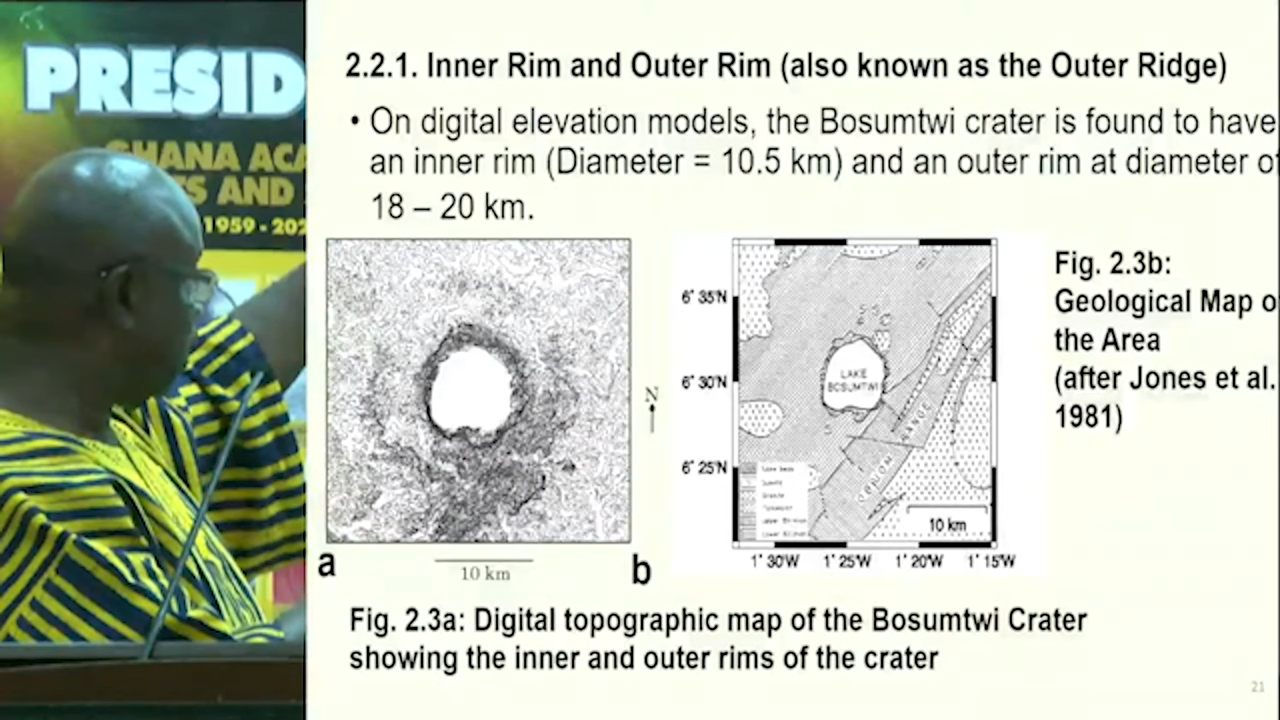 PRESID
GHANA ACA
TS AND
1959 - 202
2.2.1. Inner Rim and Outer Rim (also known as the Outer Ridge)
• On digital elevation models, the Bosumtwi crater is found to have
an inner rim (Diameter = 10.5 km) and an outer rim at diameter of
18 – 20 km.
N
6° 35'N
6° 30'N
6° 25'N
LAKE
BOSUMTWI
OBUOM
RANGE
10 km
1° 30'W 1° 25'W 1° 20'W 1° 15'W
a
10 km
b
Fig. 2.3b:
Geological Map o
the Area
(after Jones et al.
1981)
Fig. 2.3a: Digital topographic map of the Bosumtwi Crater
showing the inner and outer rims of the crater
21